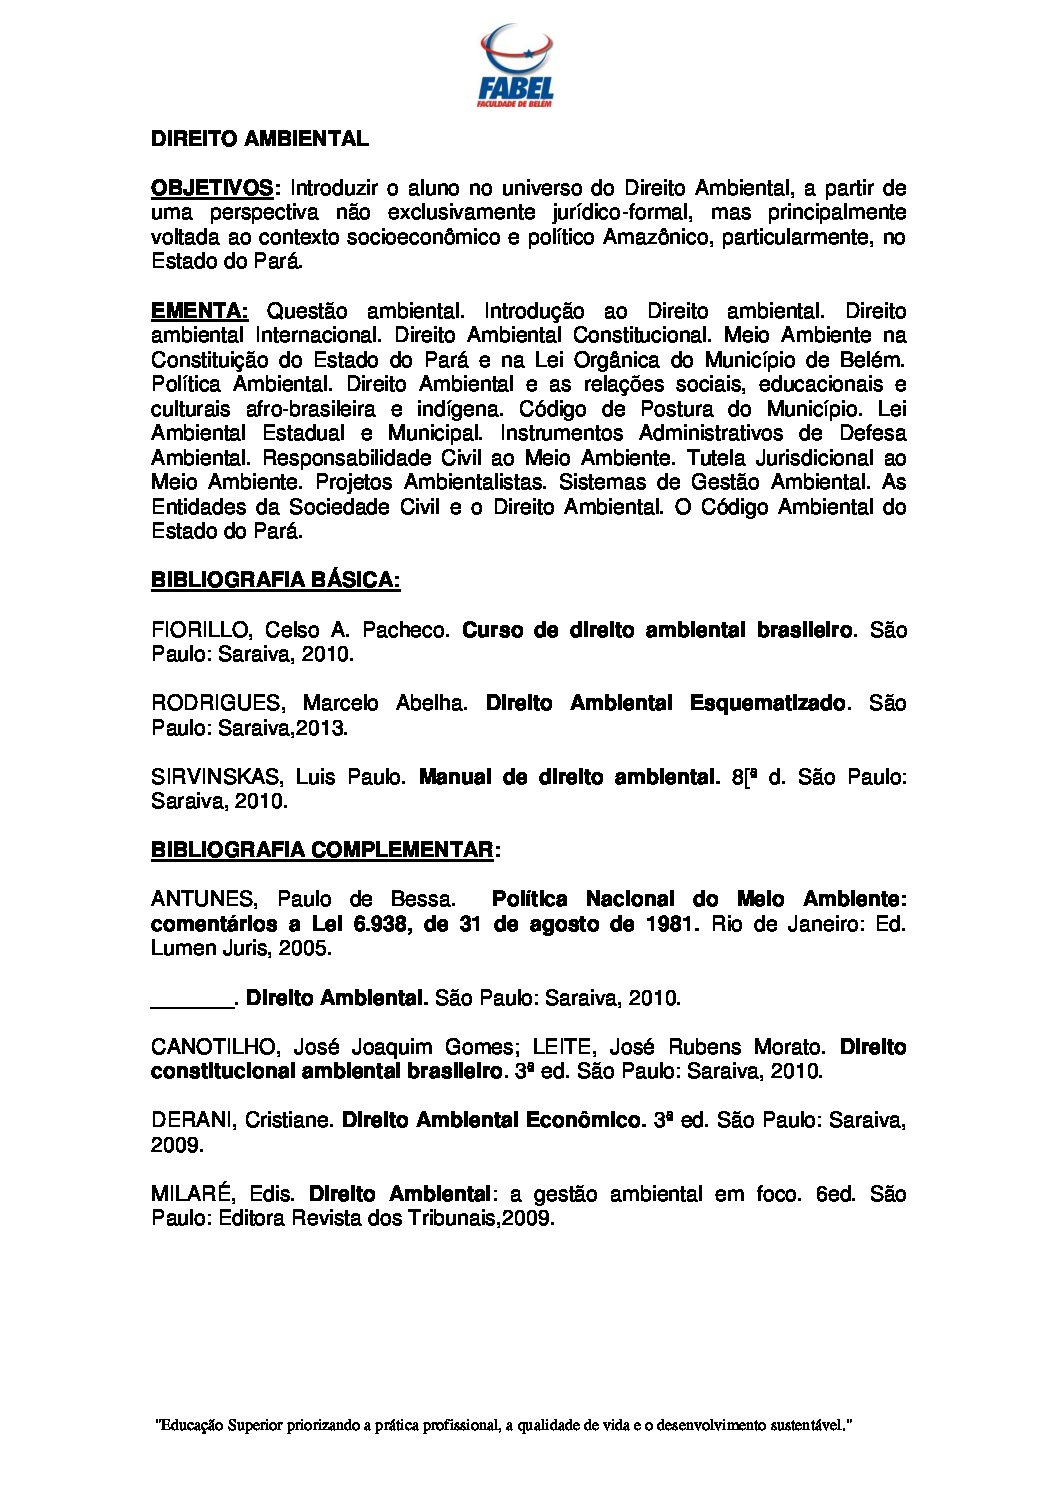 FABEL
FACULDADE DE BELÉM
DIREITO AMBIENTAL
OBJETIVOS: Introduzir o aluno no universo do Direito Ambiental, a partir de
uma perspectiva não exclusivamente jurídico-formal, mas principalmente
voltada ao contexto socioeconômico e político Amazônico, particularmente, no
Estado do Pará.
EMENTA: Questão ambiental. Introdução ao Direito ambiental. Direito
ambiental Internacional. Direito Ambiental Constitucional. Meio Ambiente na
Constituição do Estado do Pará e na Lei Orgânica do Município de Belém.
Política Ambiental. Direito Ambiental e as relações sociais, educacionais e
culturais afro-brasileira e indígena. Código de Postura do Município. Lei
Ambiental Estadual e Municipal. Instrumentos Administrativos de Defesa
Ambiental. Responsabilidade Civil ao Meio Ambiente. Tutela Jurisdicional ao
Meio Ambiente. Projetos Ambientalistas. Sistemas de Gestão Ambiental. As
Entidades da Sociedade Civil e o Direito Ambiental. O Código Ambiental do
Estado do Pará.
BIBLIOGRAFIA BÁSICA:
FIORILLO, Celso A. Pacheco. Curso de direito ambiental brasileiro. São
Paulo: Saraiva, 2010.
RODRIGUES, Marcelo Abelha. Direito Ambiental Esquematizado. São
Paulo: Saraiva,2013.
SIRVINSKAS, Luis Paulo. Manual de direito ambiental. 8[ª d. São Paulo:
Saraiva, 2010.
BIBLIOGRAFIA COMPLEMENTAR:
ANTUNES, Paulo de Bessa. Política Nacional do Meio Ambiente:
comentários a Lei 6.938, de 31 de agosto de 1981. Rio de Janeiro: Ed.
Lumen Juris, 2005.
_______. Direito Ambiental. São Paulo: Saraiva, 2010.
CANOTILHO, José Joaquim Gomes; LEITE, José Rubens Morato. Direito
constitucional ambiental brasileiro. 3ª ed. São Paulo: Saraiva, 2010.
DERANI, Cristiane. Direito Ambiental Econômico. 3ª ed. São Paulo: Saraiva,
2009.
MILARÉ, Edis. Direito Ambiental: a gestão ambiental em foco. 6ed. São
Paulo: Editora Revista dos Tribunais,2009.
"Educação Superior priorizando a prática profissional, a qualidade de vida e o desenvolvimento sustentável."